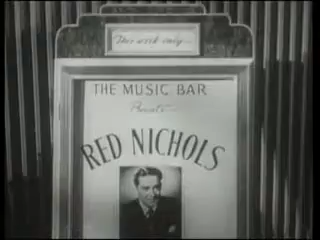 This week only...
THE MUSIC BAR
Presents
RED NICHOLS